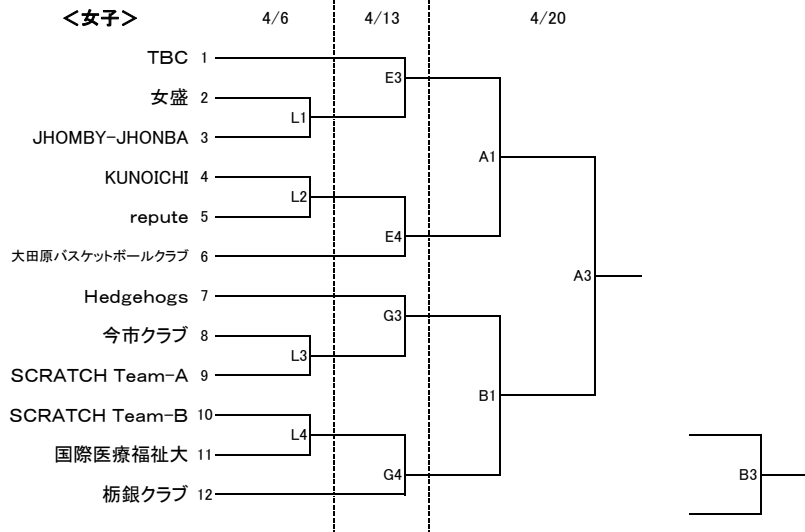 ＜女子＞ 4/6 4/13 4/20
TBC 1
E3
女盛 2
L1
JHOMBY-JHONBA 3
A1
KUNOICHI 4
L2
repute 5
E4
大田原バスケットボールクラブ 6
A3
Hedgehogs 7
G3
今市クラブ 8
L3
SCRATCH Team-A 9
B1
SCRATCH Team-B 10
L4
国際医療福祉大 11
G4 B3
栃銀クラブ 12